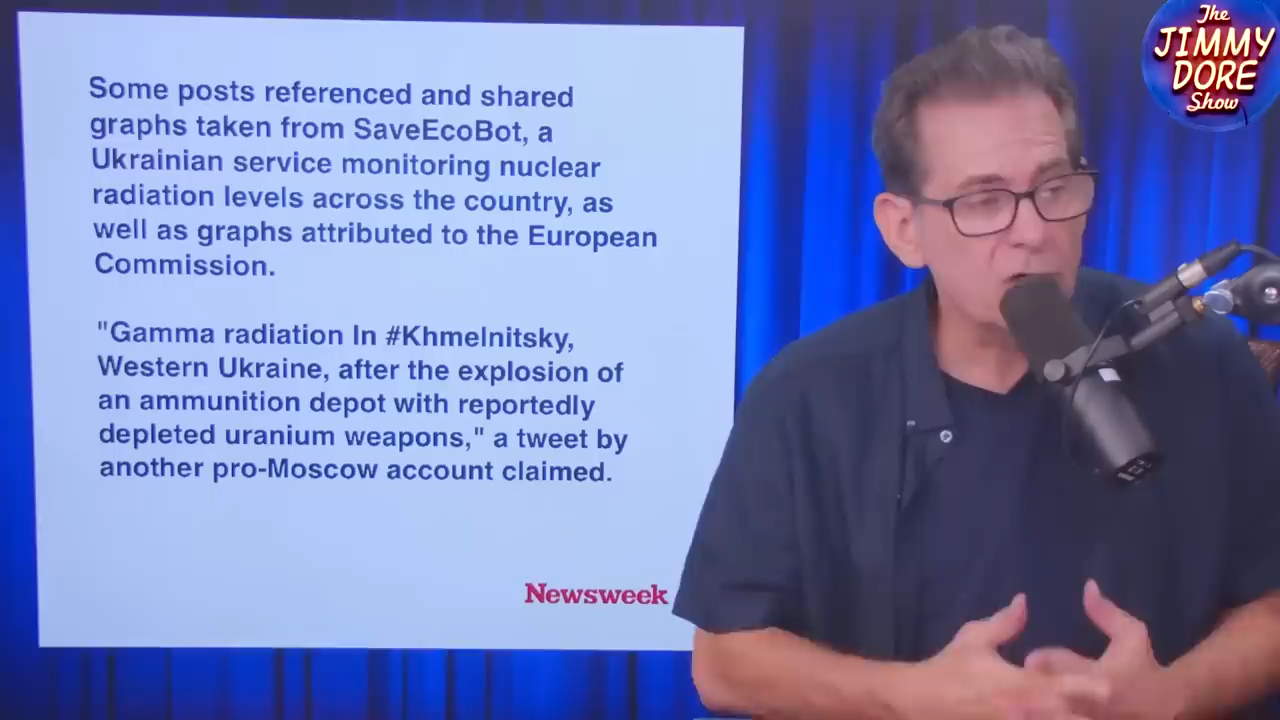 Some posts referenced and shared
graphs taken from SaveEcoBot, a
Ukrainian service monitoring nuclear
radiation levels across the country, as
well as graphs attributed to the European
Commission.
"Gamma radiation In #Khmelnitsky,
Western Ukraine, after the explosion of
an ammunition depot with reportedly
depleted uranium weapons," a tweet by
another pro-Moscow account claimed.
Newsweek
The
JIMMY
DORE
Show